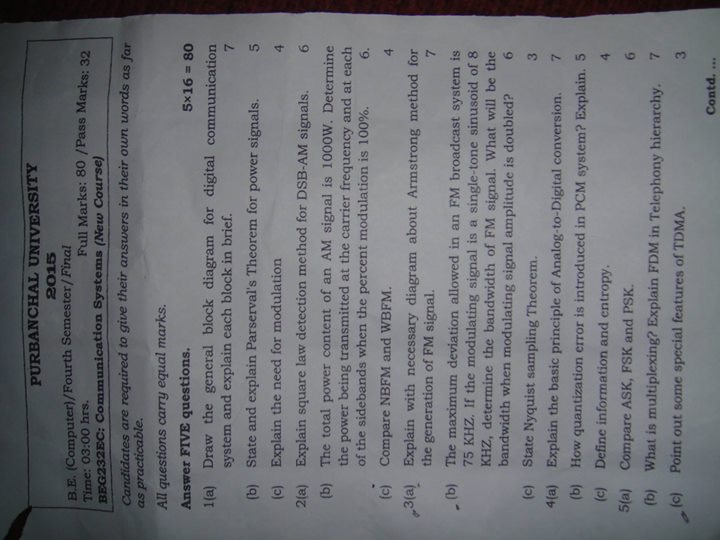 PURBANCHAL UNIVERSITY
2015
B.E. (Computer)/Fourth Semester/Final
Time: 03:00 hrs. Full Marks: 80 /Pass Marks: 32
BEG232EC: Communication Systems (New Course)
Candidates are required to give their answers in their own words as far
as practicable.
All questions carry equal marks.
Answer FIVE questions. 5×16 = 80
1(a) Draw the general block diagram for digital communication
system and explain each block in brief. 7
(b) State and explain Parserval's Theorem for power signals. 5
(c) Explain the need for modulation 4
2(a) Explain square law detection method for DSB-AM signals. 6
(b) The total power content of an AM signal is 1000W. Determine
the power being transmitted at the carrier frequency and at each
of the sidebands when the percent modulation is 100%. 6.
(c) Compare NBFM and WBFM. 4
3(a) Explain with necessary diagram about Armstrong method for
the generation of FM signal. 7
(b) The maximum deviation allowed in an FM broadcast system is
75 KHZ. If the modulating signal is a single-tone sinusoid of 8
KHZ, determine the bandwidth of FM signal. What will be the
bandwidth when modulating signal amplitude is doubled? 6
(c) State Nyquist sampling Theorem. 3
4(a) Explain the basic principle of Analog-to-Digital conversion. 7
(b) How quantization error is introduced in PCM system? Explain. 5
(c) Define information and entropy. 4
5(a) Compare ASK, FSK and PSK. 6
(b) What is multiplexing? Explain FDM in Telephony hierarchy. 7
(c) Point out some special features of TDMA. 3
Contd. ...